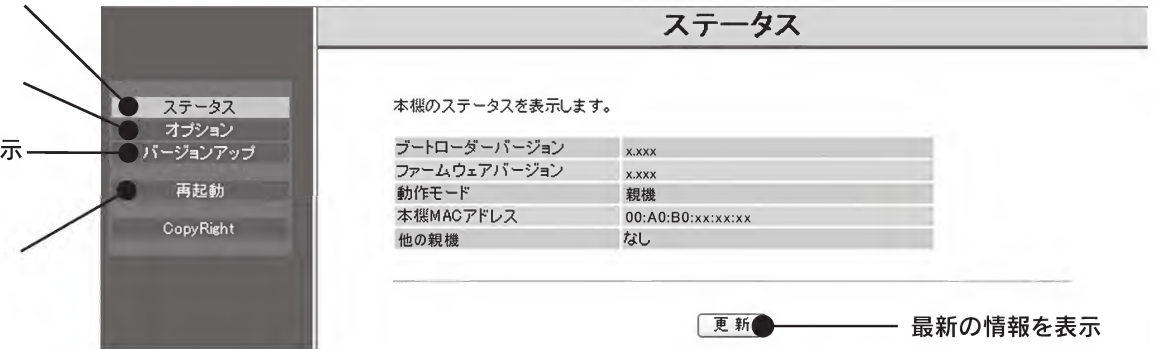 ステータス
ステータス
オプション
示
バージョンアップ
再起動
CopyRight
本機のステータスを表示します。
ブートローダーバージョン x.xxx
ファームウェアバージョン x.xxx
動作モード 親機
本機MACアドレス 00:A0:B0:xx:xx:xx
他の親機 なし
更新
最新の情報を表示